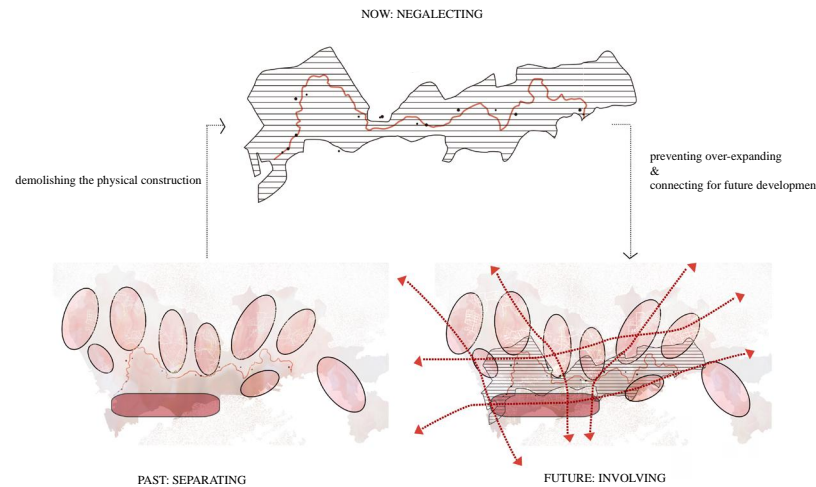 NOW: NEGALECTING
demolishing the physical construction
preventing over-expanding
&
connecting for future developmen
PAST: SEPARATING
FUTURE: INVOLVING